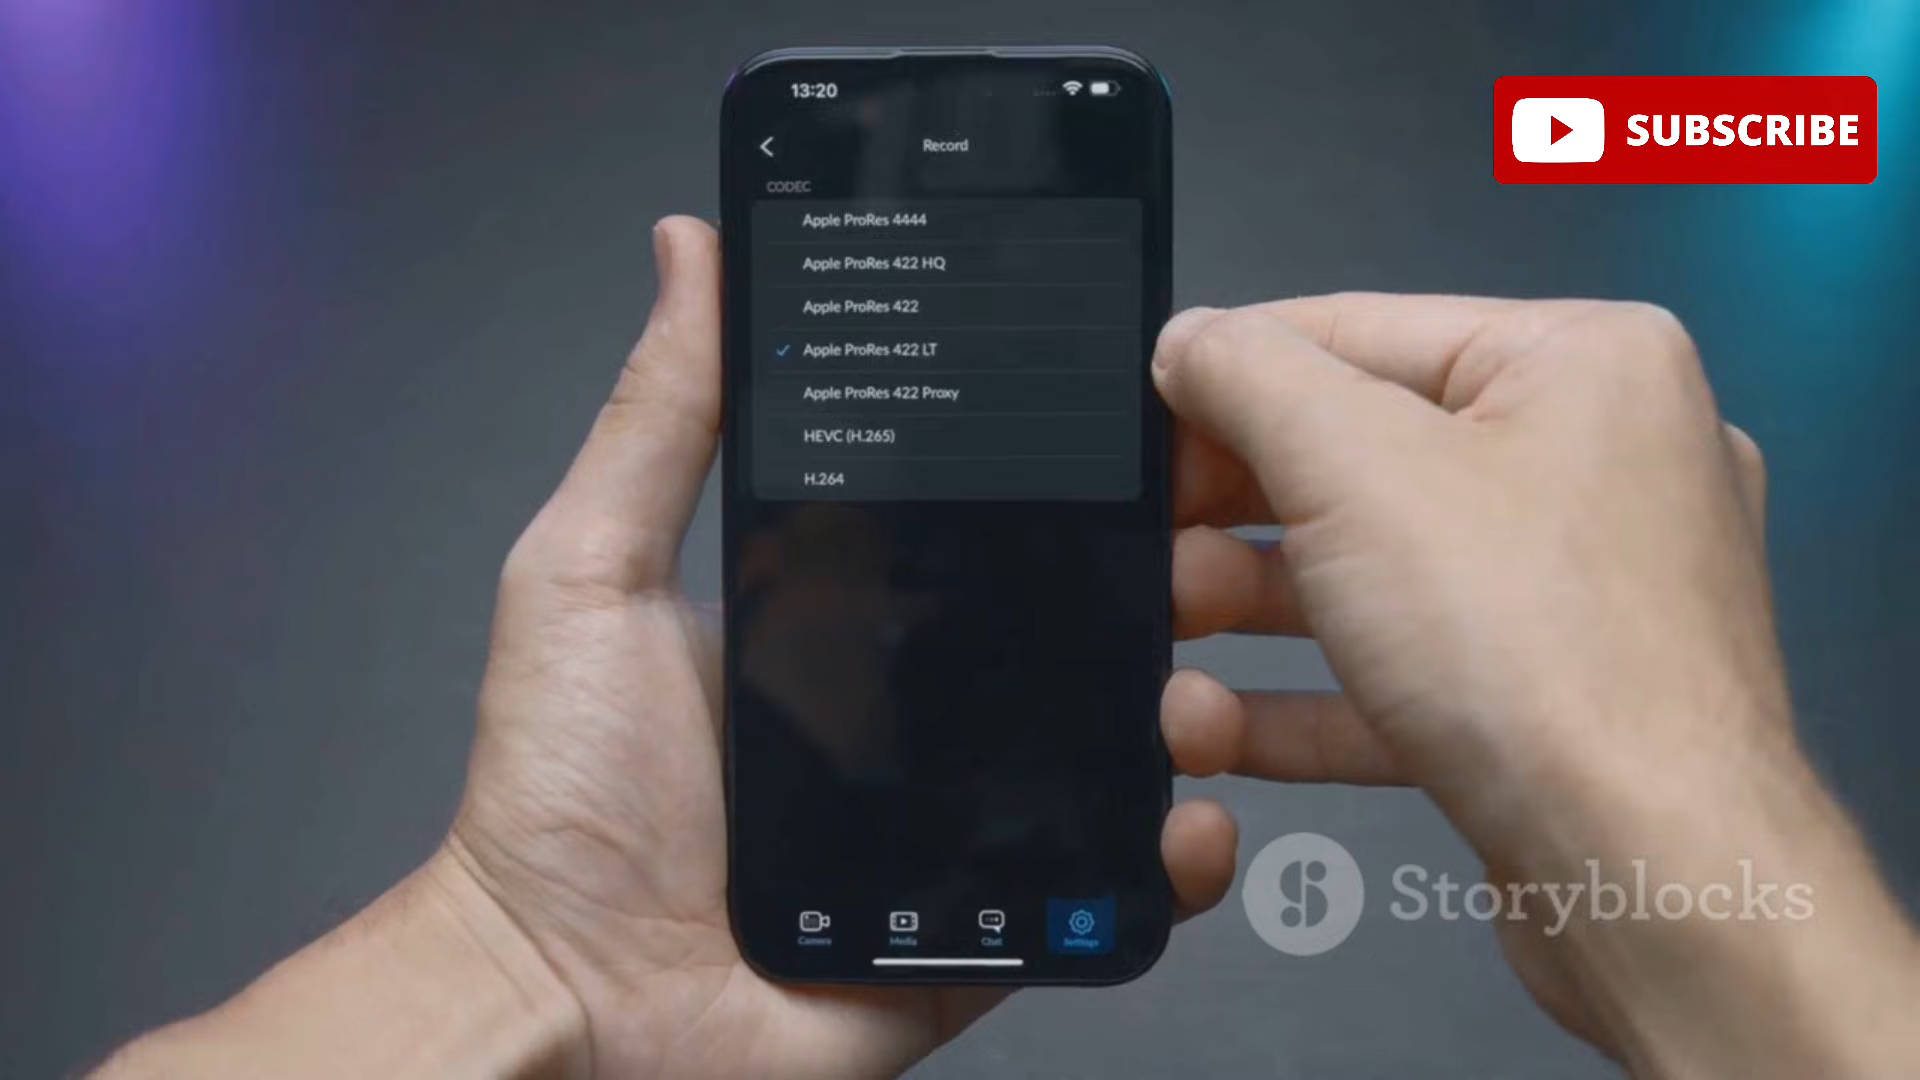 13:20
Record
SUBSCRIBE
CODEC
Apple ProRes 4444
Apple ProRes 422 HQ
Apple ProRes 422
Apple ProRes 422 LT
Apple ProRes 422 Proxy
HEVC (H.265)
H.264
Storyblocks
Camera
Media
Chat
Settings